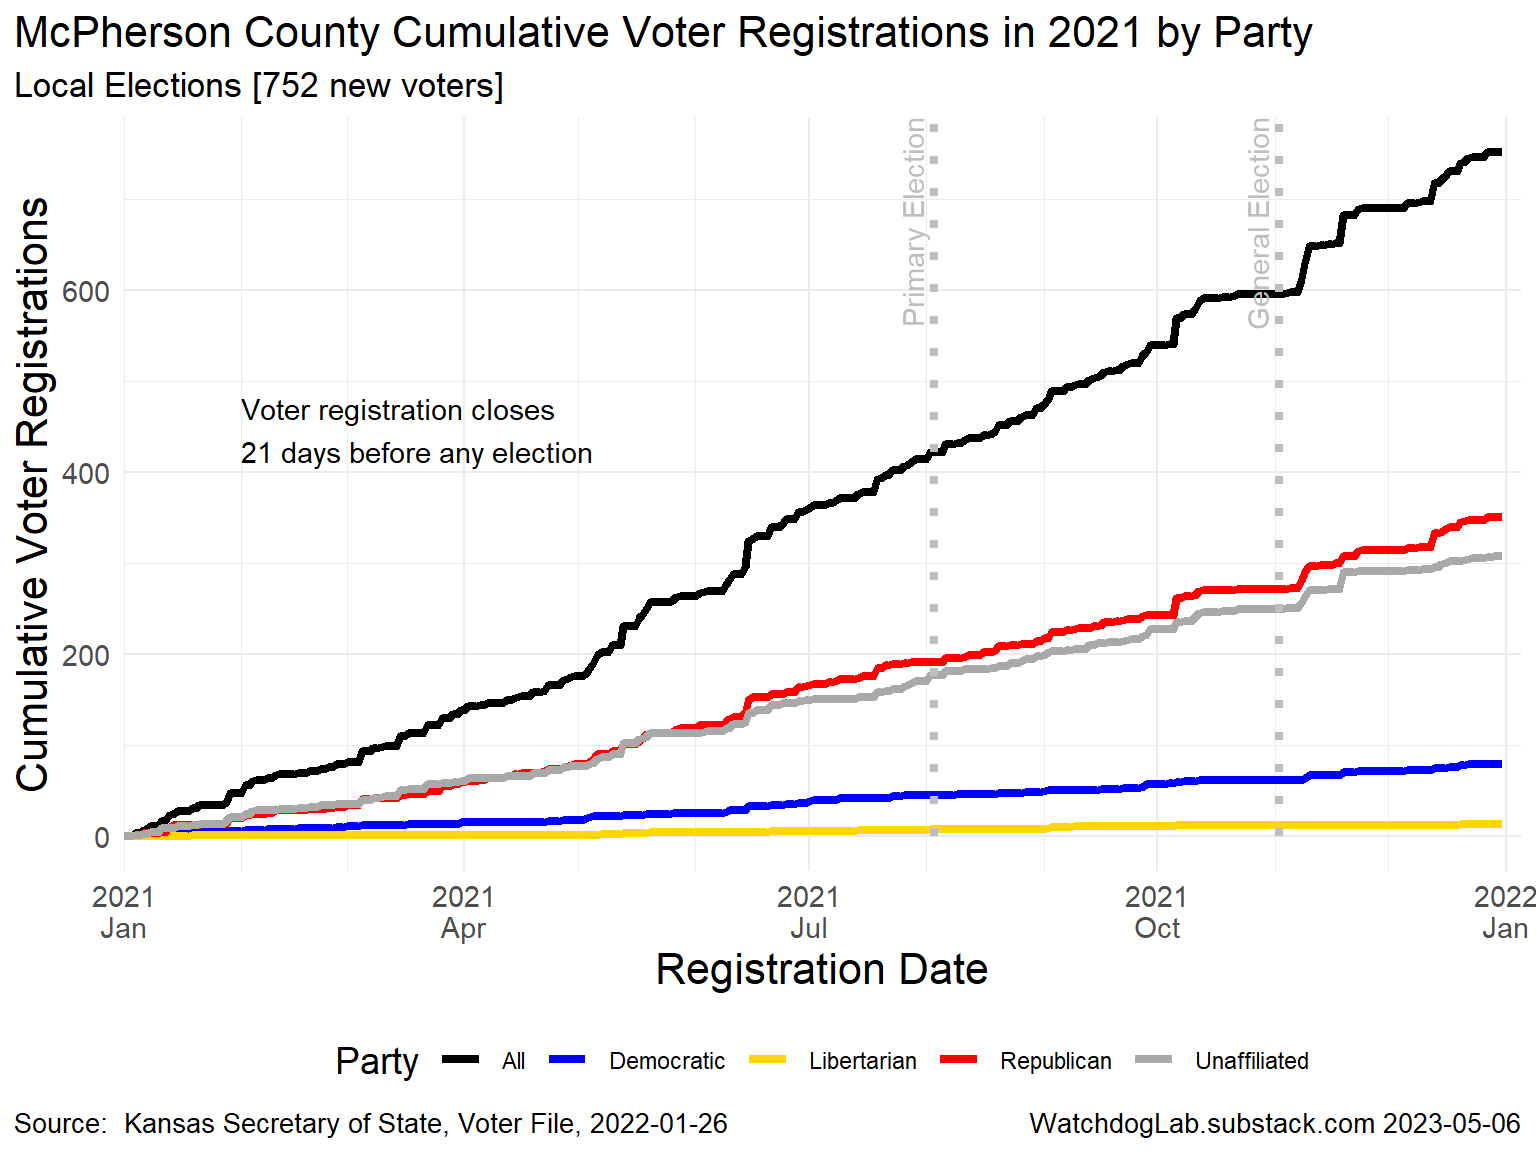 McPherson County Cumulative Voter Registrations in 2021 by Party
Local Elections [752 new voters]
Cumulative Voter Registrations
600
400
200
0
Voter registration closes
21 days before any election
Primary Election
General Election
2021
Jan
2021
Apr
2021
Jul
2021
Oct
2022
Jan
Registration Date
Party All Democratic Libertarian Republican Unaffiliated
Source:  Kansas Secretary of State, Voter File, 2022-01-26
WatchdogLab.substack.com 2023-05-06